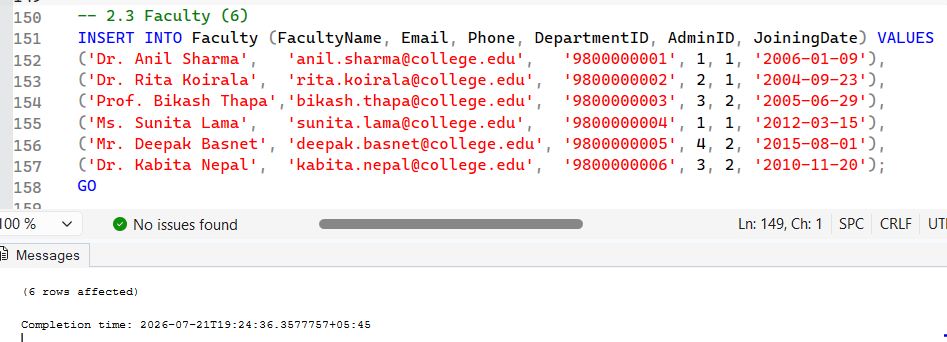 150 -- 2.3 Faculty (6)
151 INSERT INTO Faculty (FacultyName, Email, Phone, DepartmentID, AdminID, JoiningDate) VALUES
152 ('Dr. Anil Sharma', 'anil.sharma@college.edu', '9800000001', 1, 1, '2006-01-09'),
153 ('Dr. Rita Koirala', 'rita.koirala@college.edu', '9800000002', 2, 1, '2004-09-23'),
154 ('Prof. Bikash Thapa','bikash.thapa@college.edu', '9800000003', 3, 2, '2005-06-29'),
155 ('Ms. Sunita Lama', 'sunita.lama@college.edu', '9800000004', 1, 1, '2012-03-15'),
156 ('Mr. Deepak Basnet', 'deepak.basnet@college.edu', '9800000005', 4, 2, '2015-08-01'),
157 ('Dr. Kabita Nepal', 'kabita.nepal@college.edu', '9800000006', 3, 2, '2010-11-20');
158 GO
159
100 % No issues found Ln: 149, Ch: 1 SPC CRLF
Messages
(6 rows affected)
Completion time: 2026-07-21T19:24:36.3577757+05:45